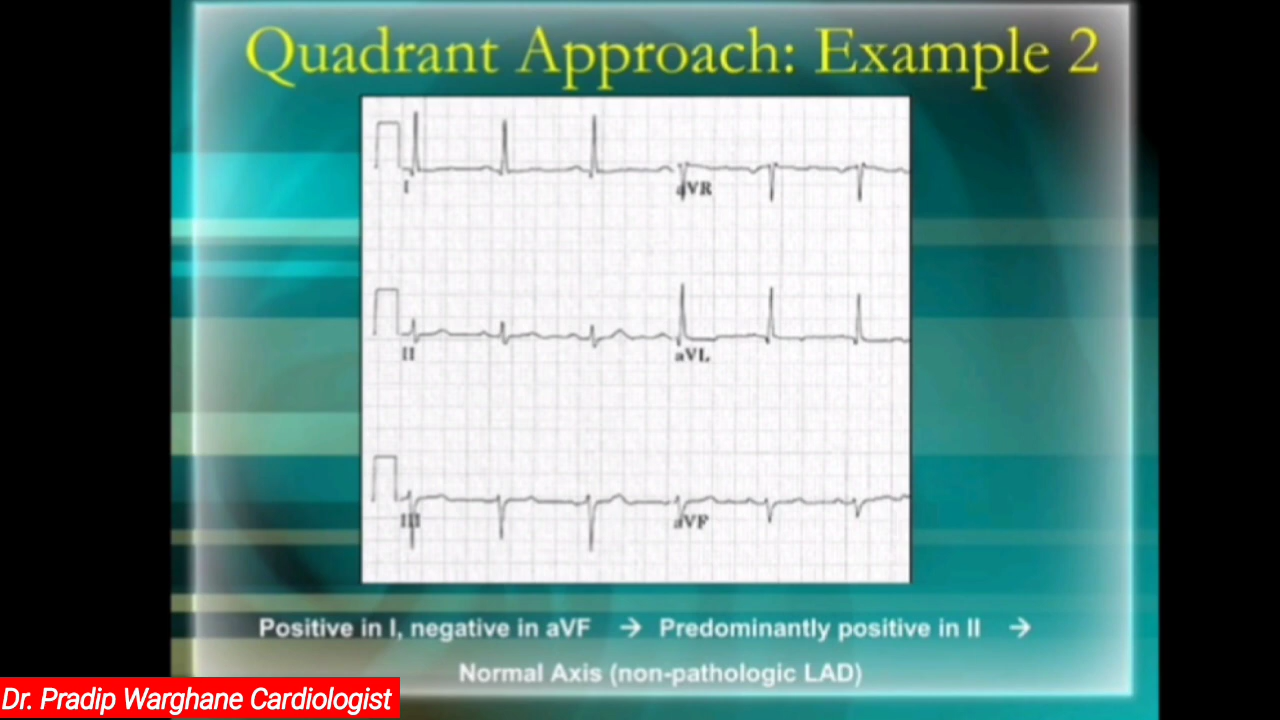 Quadrant Approach: Example 2
I
aVR
II
aVL
III
aVF
Positive in I, negative in aVF → Predominantly positive in II →
Normal Axis (non-pathologic LAD)
Dr. Pradip Warghane Cardiologist